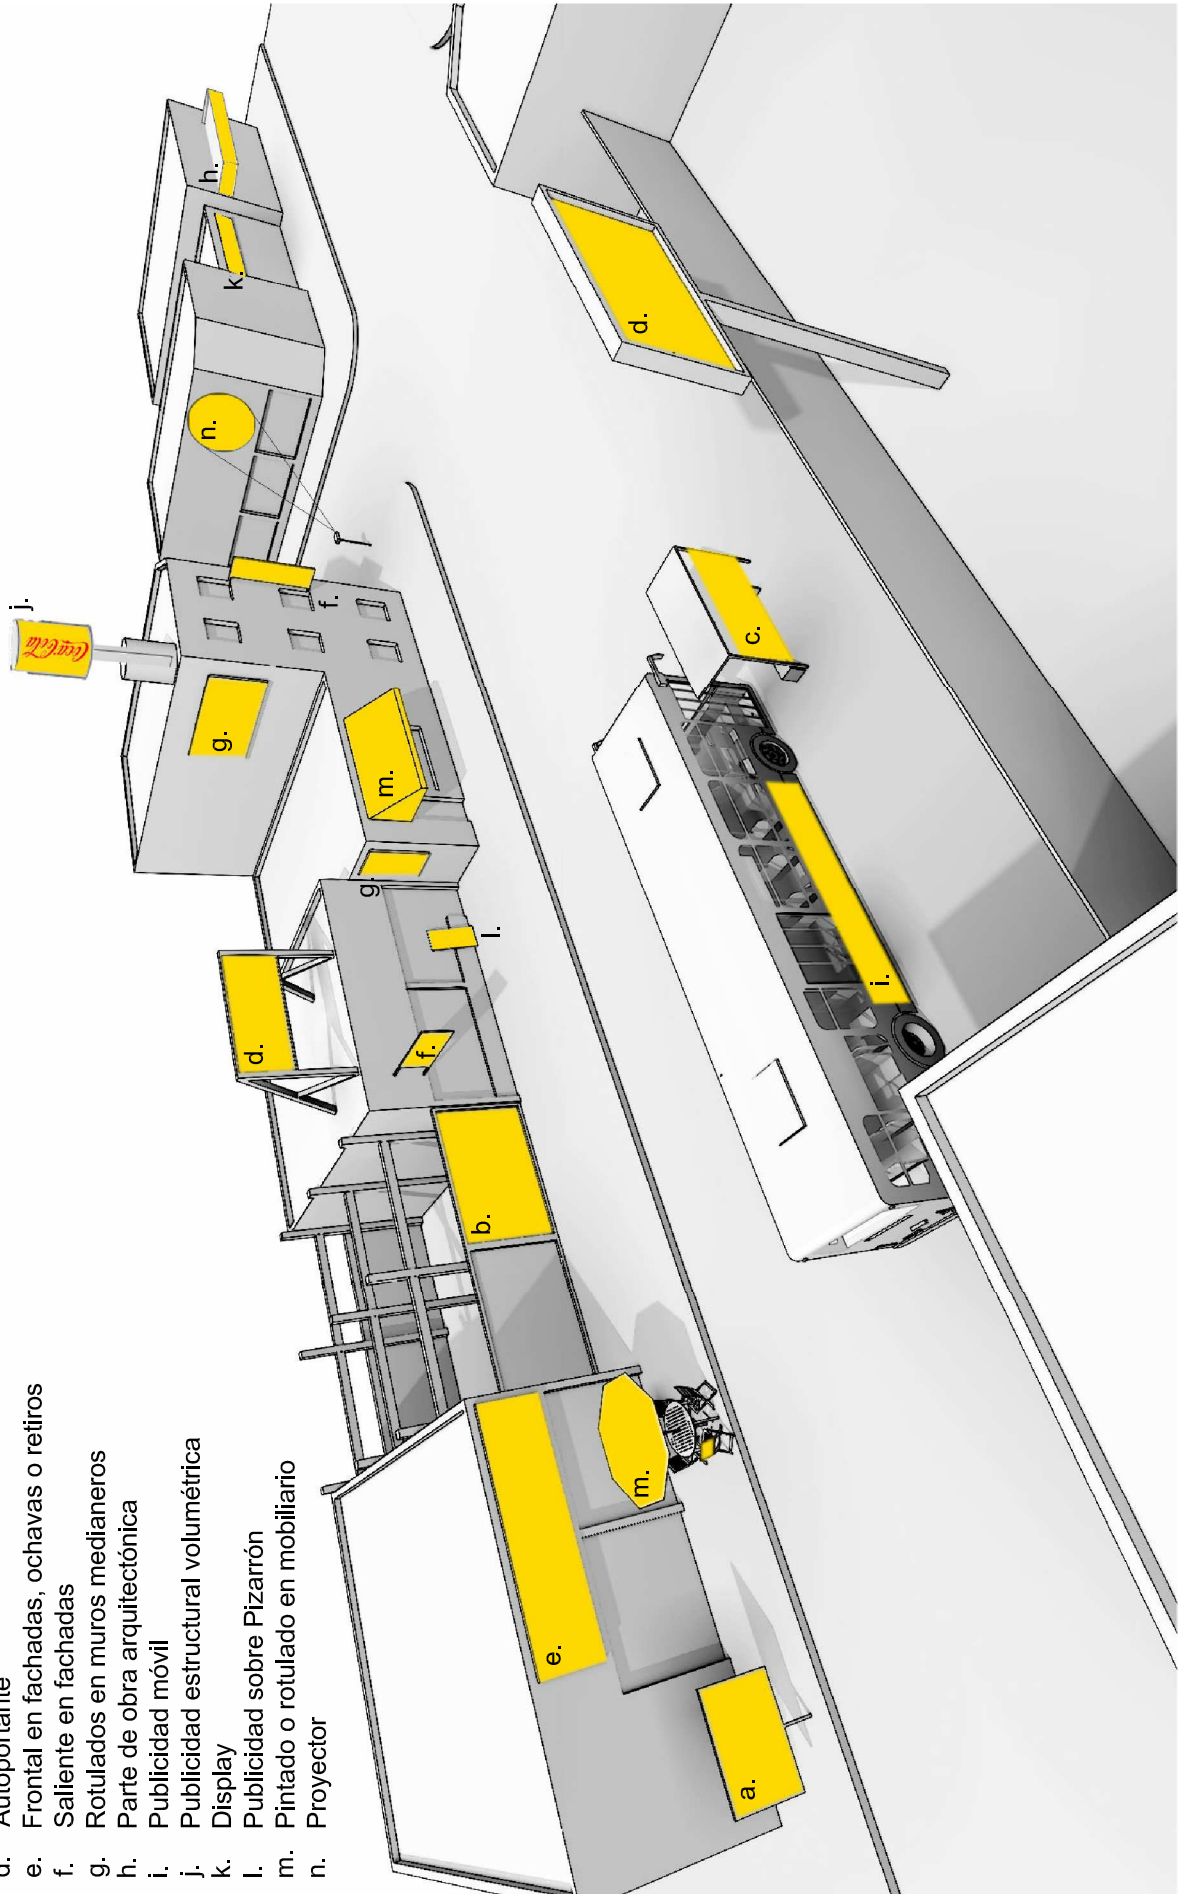 d. Autoportante
e. Frontal en fachadas, ochavas o retiros
f. Saliente en fachadas
g. Rotulados en muros medianeros
h. Parte de obra arquitectónica
i. Publicidad móvil
j. Publicidad estructural volumétrica
k. Display
l. Publicidad sobre Pizarrón
m. Pintado o rotulado en mobiliario
n. Proyector
j.
Coca-Cola
g.
n.
k.
h.
f.
m.
g.
d.
l.
f.
b.
e.
m.
a.
i.
c.
d.